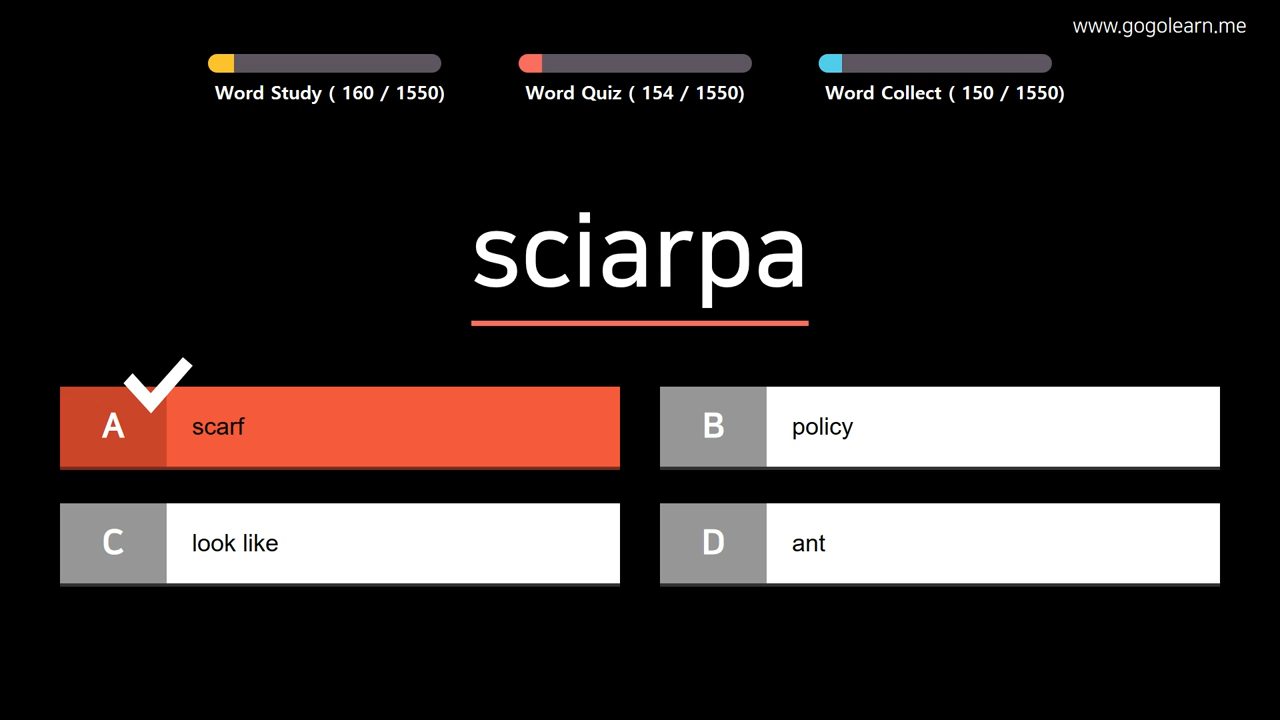 www.gogolearn.me
Word Study ( 160 / 1550)
Word Quiz ( 154 / 1550)
Word Collect ( 150 / 1550)
sciarpa
A scarf
B policy
C look like
D ant